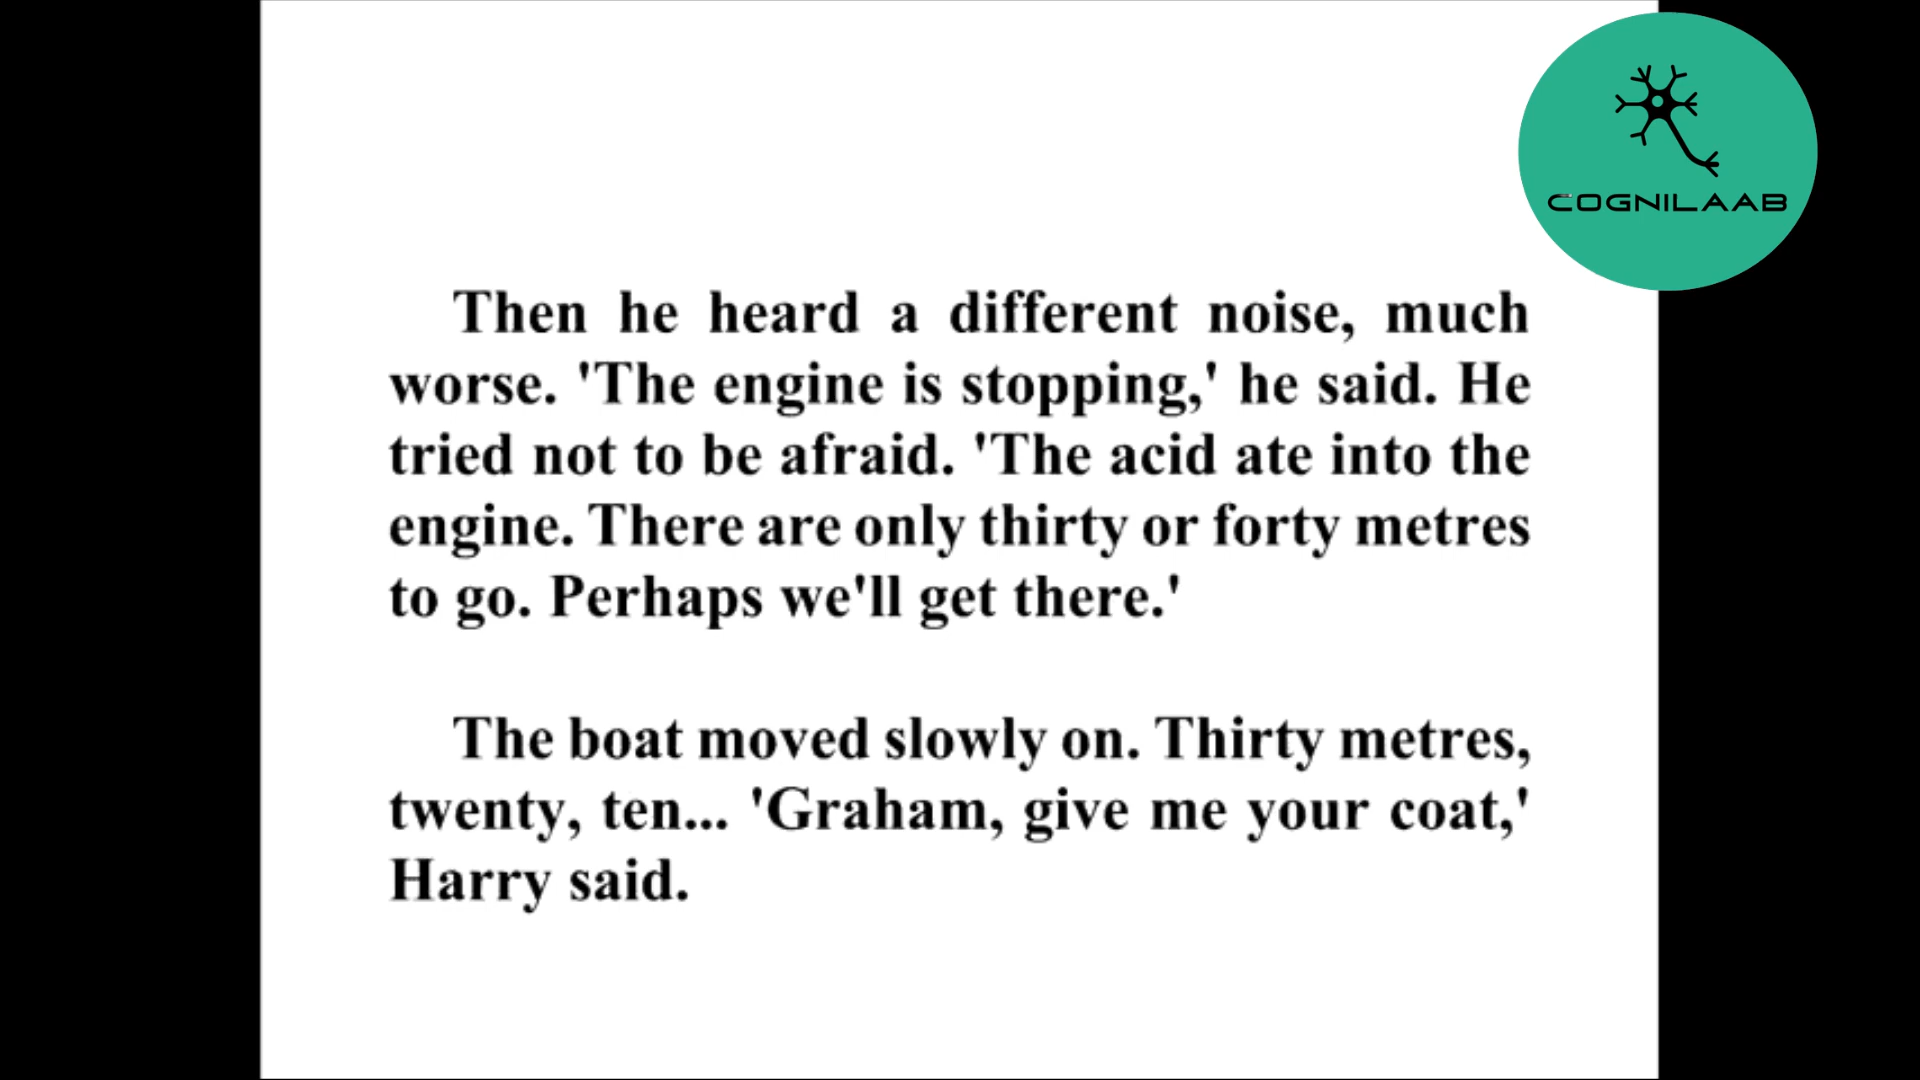 COGNILAAB
Then he heard a different noise, much
worse. 'The engine is stopping,' he said. He
tried not to be afraid. 'The acid ate into the
engine. There are only thirty or forty metres
to go. Perhaps we'll get there.'
The boat moved slowly on. Thirty metres,
twenty, ten... 'Graham, give me your coat,'
Harry said.